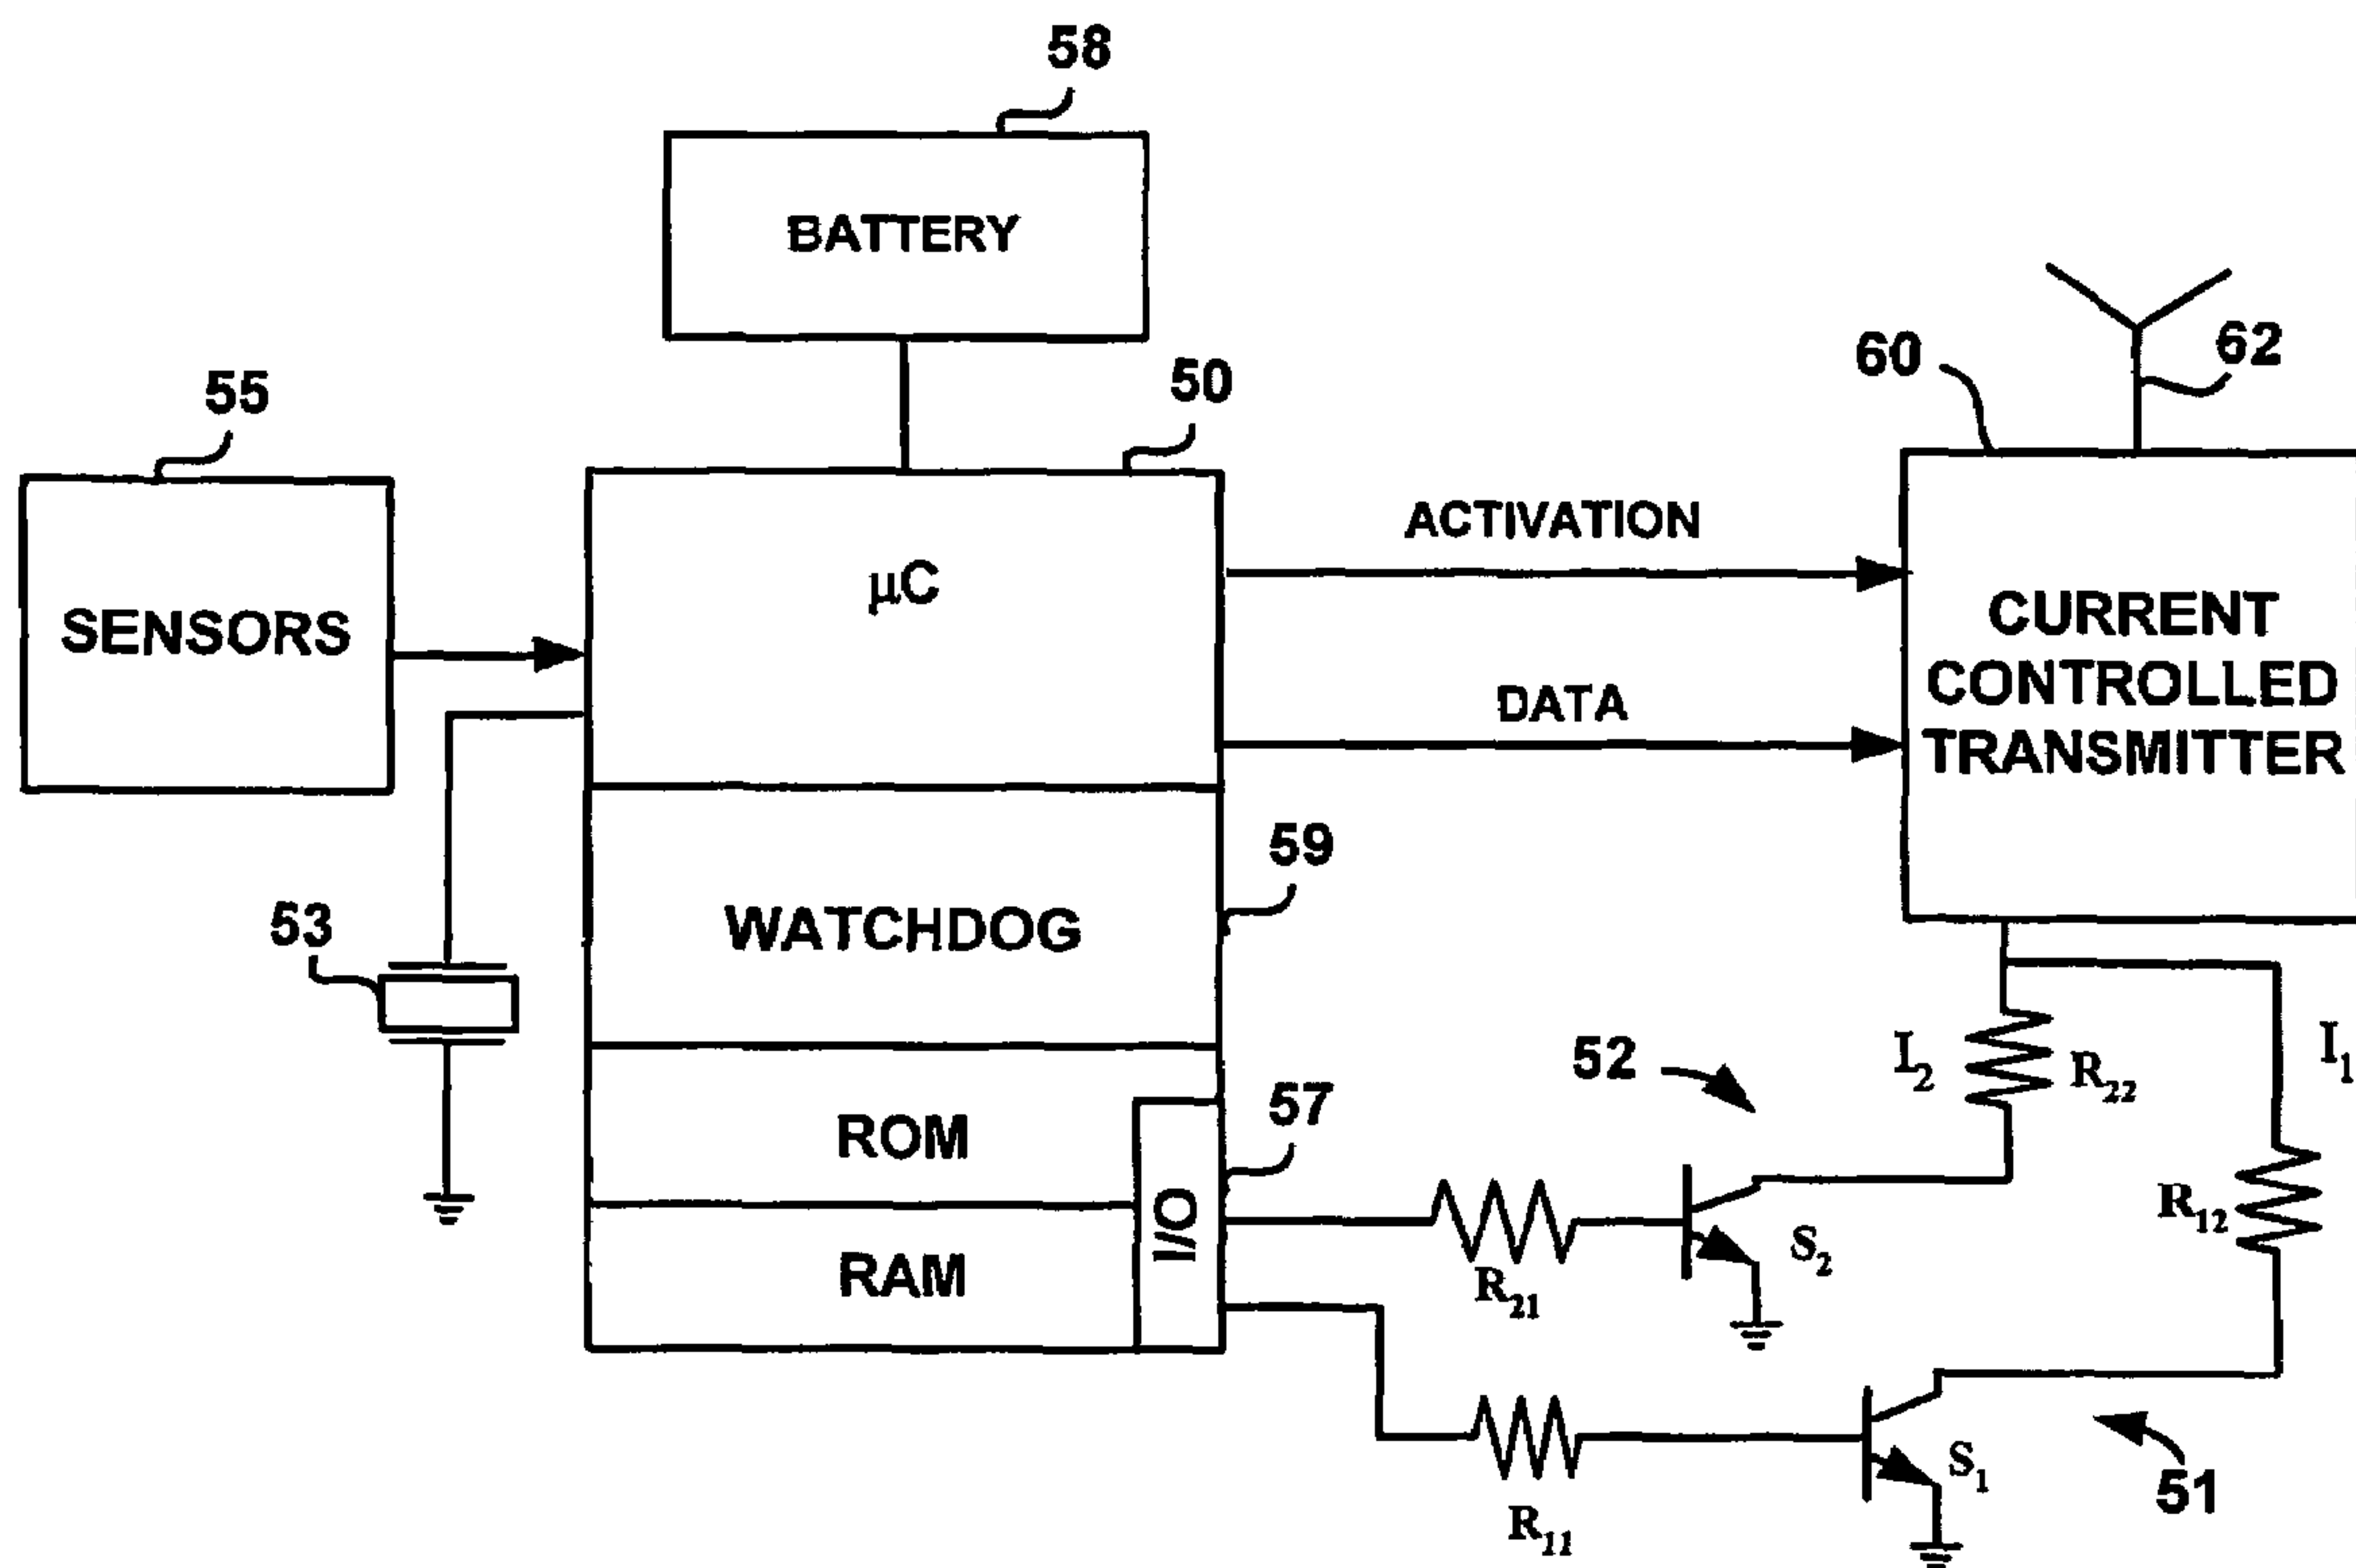 58
BATTERY
55
50
60
62
SENSORS
μC
ACTIVATION
DATA
CURRENT
CONTROLLED
TRANSMITTER
59
WATCHDOG
53
52
I₂
R₂₂
I₁
57
ROM
I/O
RAM
R₂₁
S₂
R₁₂
R₁₁
S₁
51